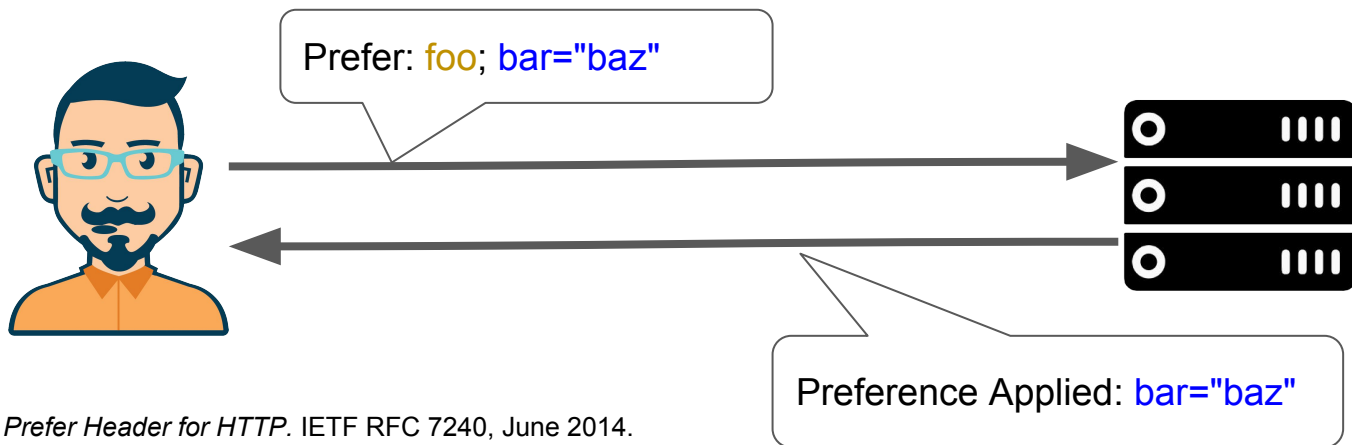 Prefer: foo; bar="baz"
Preference Applied: bar="baz"
Prefer Header for HTTP. IETF RFC 7240, June 2014.